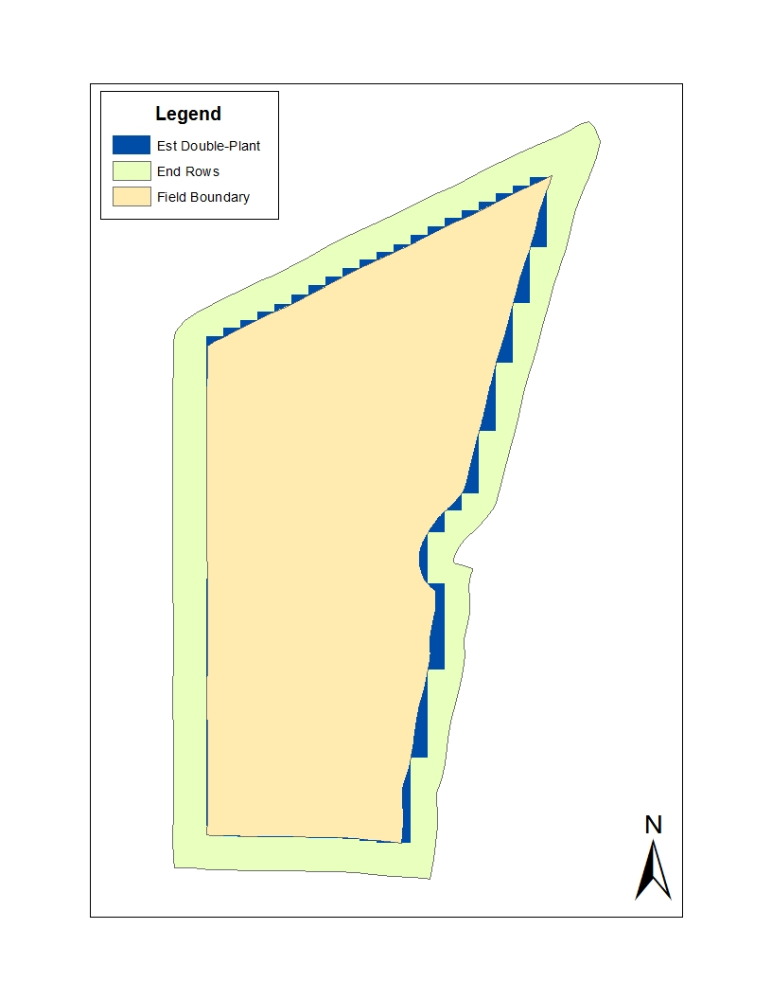 Legend
Est Double-Plant
End Rows
Field Boundary
N